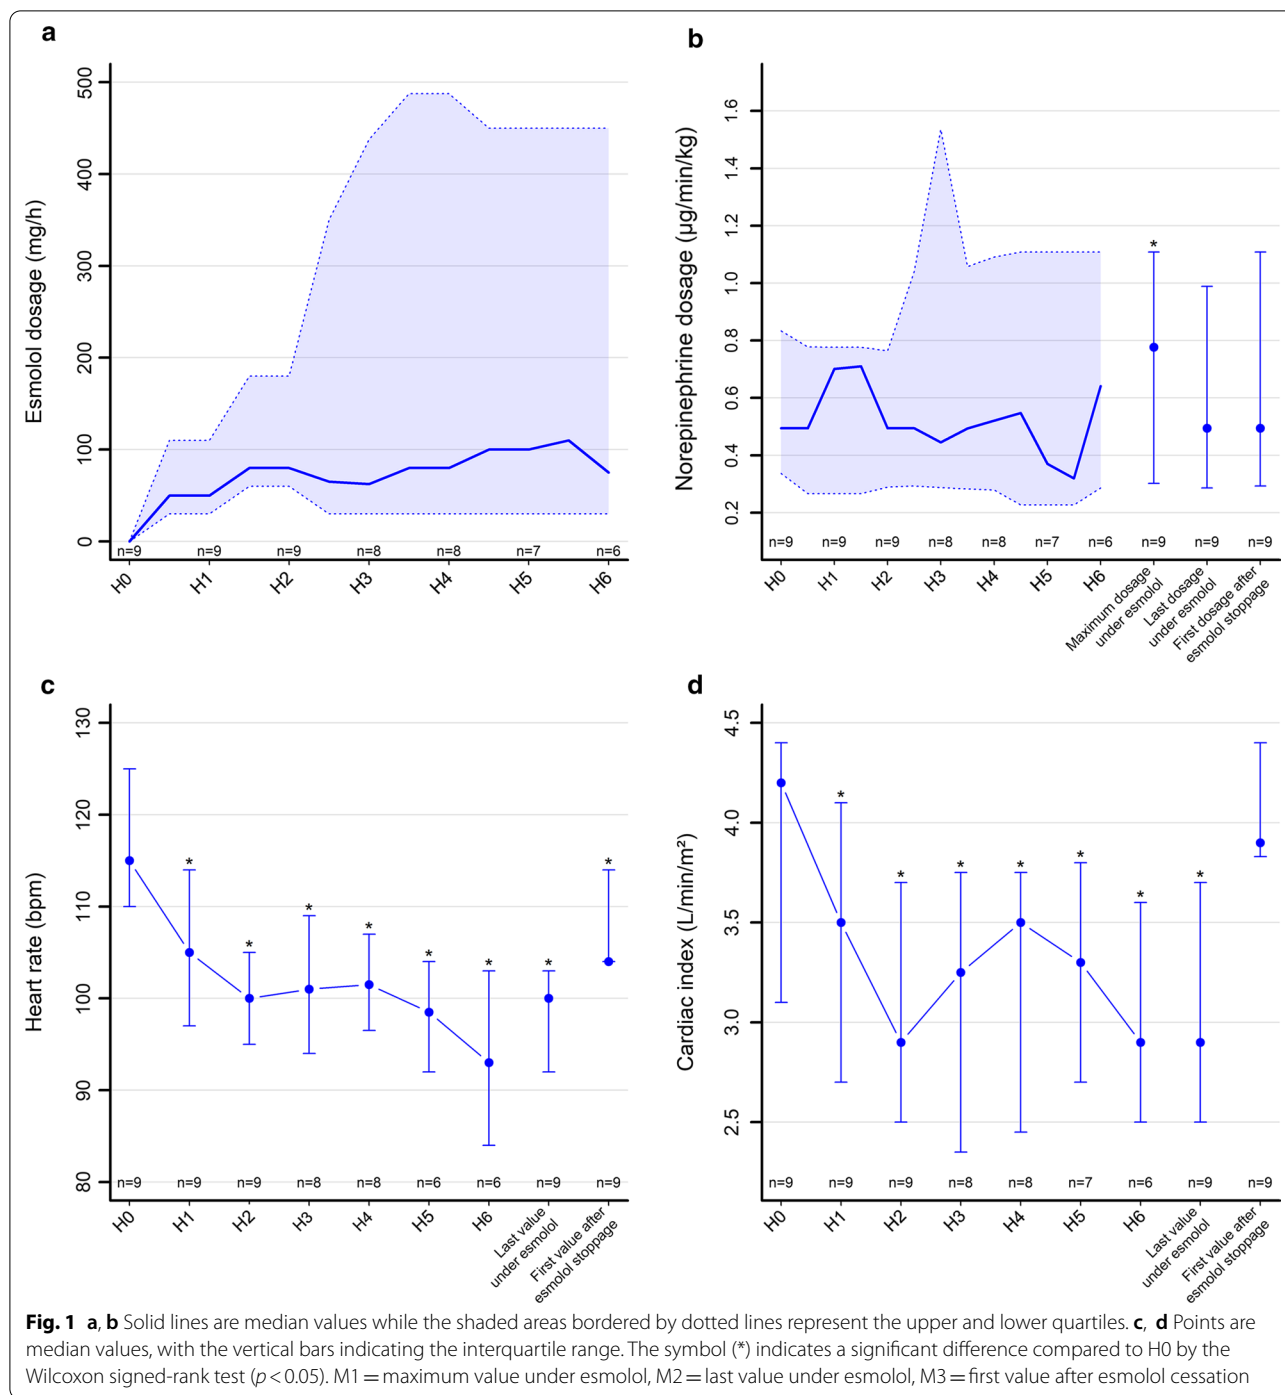 a
Esmolol dosage (mg/h)
500
400
300
200
100
0
n=9 n=9 n=9 n=8 n=8 n=7 n=6
H0 H1 H2 H3 H4 H5 H6
b
Norepinephrine dosage (µg/min/kg)
1.6
1.4
1.2
1.0
0.8
0.6
0.4
0.2
*
n=9 n=9 n=9 n=8 n=8 n=7 n=6 n=9 n=9 n=9
H0 H1 H2 H3 H4 H5 H6
Maximum dosage
under esmolol
Last dosage
under esmolol
First dosage after
esmolol stoppage
c
Heart rate (bpm)
130
120
110
100
90
80
* * * * * * * *
n=9 n=9 n=9 n=8 n=8 n=6 n=6 n=9 n=9
H0 H1 H2 H3 H4 H5 H6
Last value
under esmolol
First value after
esmolol stoppage
d
Cardiac index (L/min/m²)
4.5
4.0
3.5
3.0
2.5
* * * * * * *
n=9 n=9 n=9 n=8 n=8 n=7 n=6 n=9 n=9
H0 H1 H2 H3 H4 H5 H6
Last value
under esmolol
First value after
esmolol stoppage
Fig. 1 a, b Solid lines are median values while the shaded areas bordered by dotted lines represent the upper and lower quartiles. c, d Points are
median values, with the vertical bars indicating the interquartile range. The symbol (*) indicates a significant difference compared to H0 by the
Wilcoxon signed-rank test (p < 0.05). M1 = maximum value under esmolol, M2 = last value under esmolol, M3 = first value after esmolol cessation